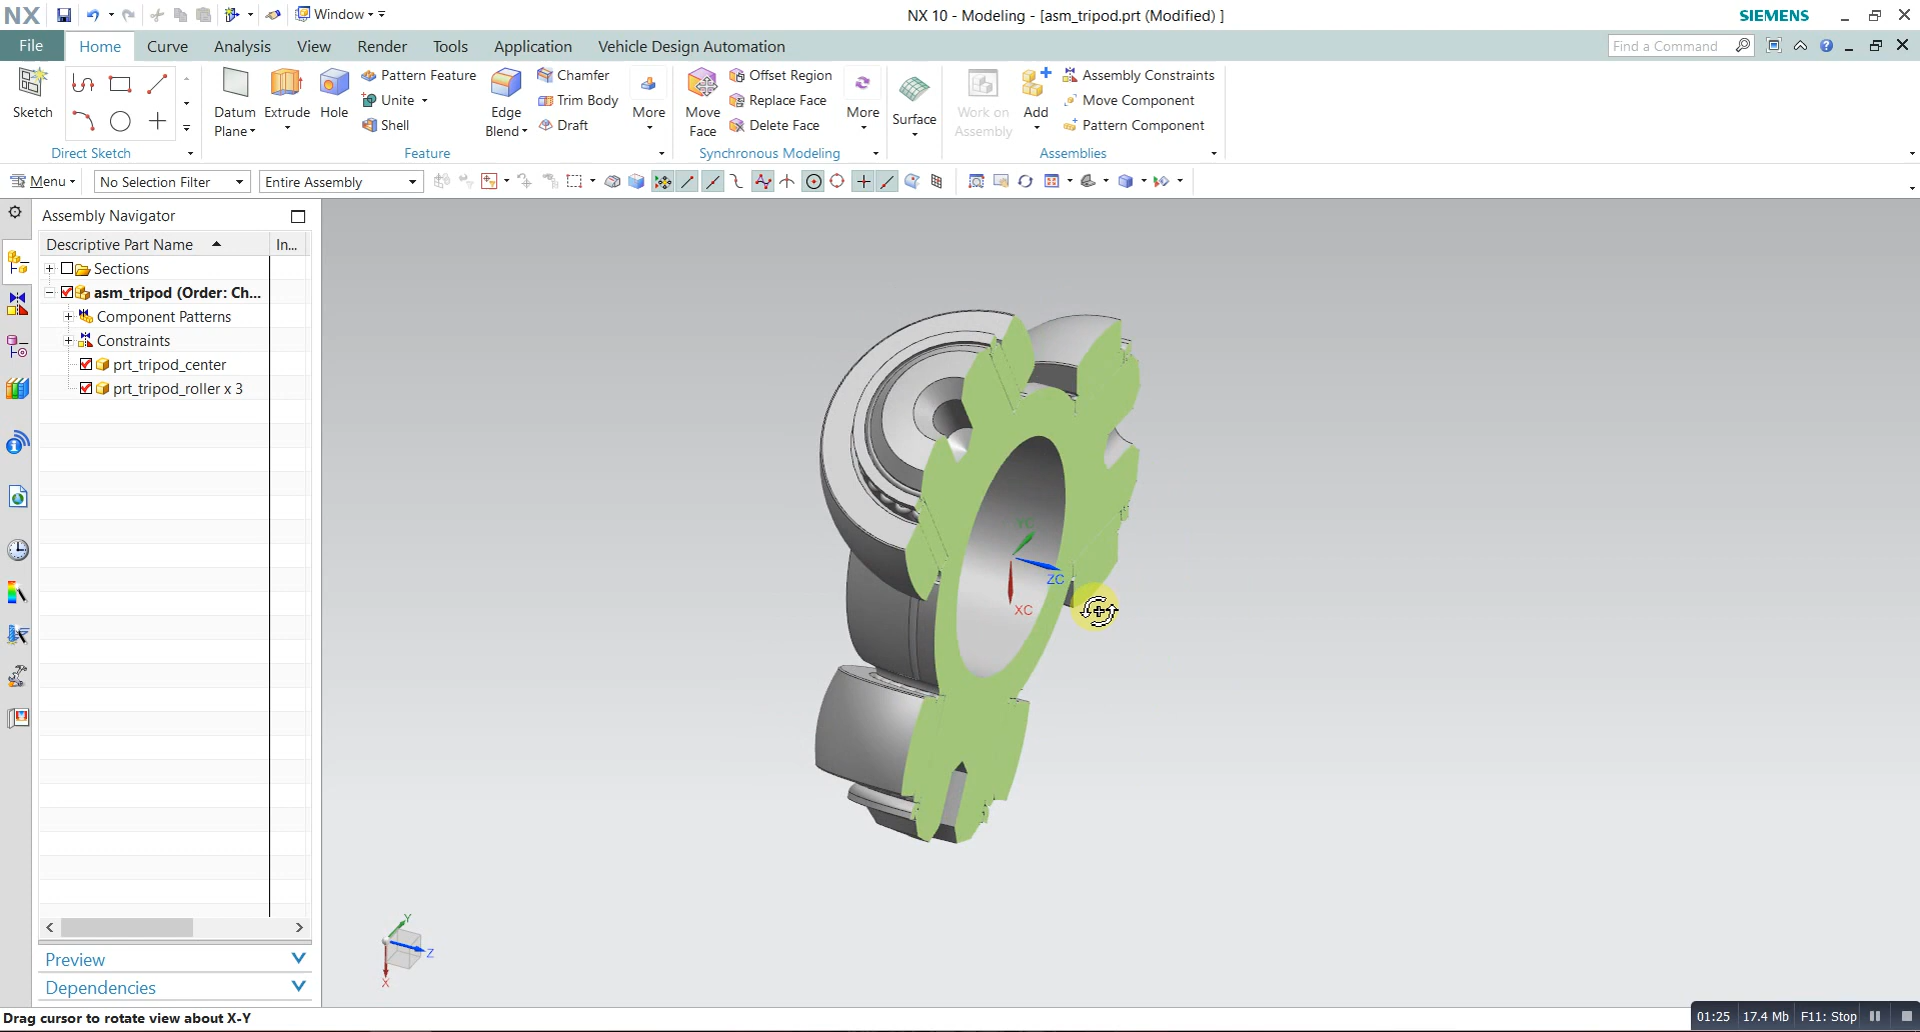 NX
Window
NX 10 - Modeling - [asm_tripod.prt (Modified) ]
SIEMENS
File
Home
Curve
Analysis
View
Render
Tools
Application
Vehicle Design Automation
Find a Command
Sketch
Direct Sketch
Datum
Plane
Extrude
Hole
Pattern Feature
Unite
Shell
Edge
Blend
Chamfer
Trim Body
Draft
More
Feature
Move
Face
Offset Region
Replace Face
Delete Face
More
Synchronous Modeling
Surface
Work on
Assembly
Add
Assembly Constraints
Move Component
Pattern Component
Assemblies
Menu
No Selection Filter
Entire Assembly
Assembly Navigator
Descriptive Part Name
In...
Sections
asm_tripod (Order: Ch...
Component Patterns
Constraints
prt_tripod_center
prt_tripod_roller x 3
YC
ZC
XC
Y
Z
X
Preview
Dependencies
Drag cursor to rotate view about X-Y
01:25
17.4 Mb
F11: Stop